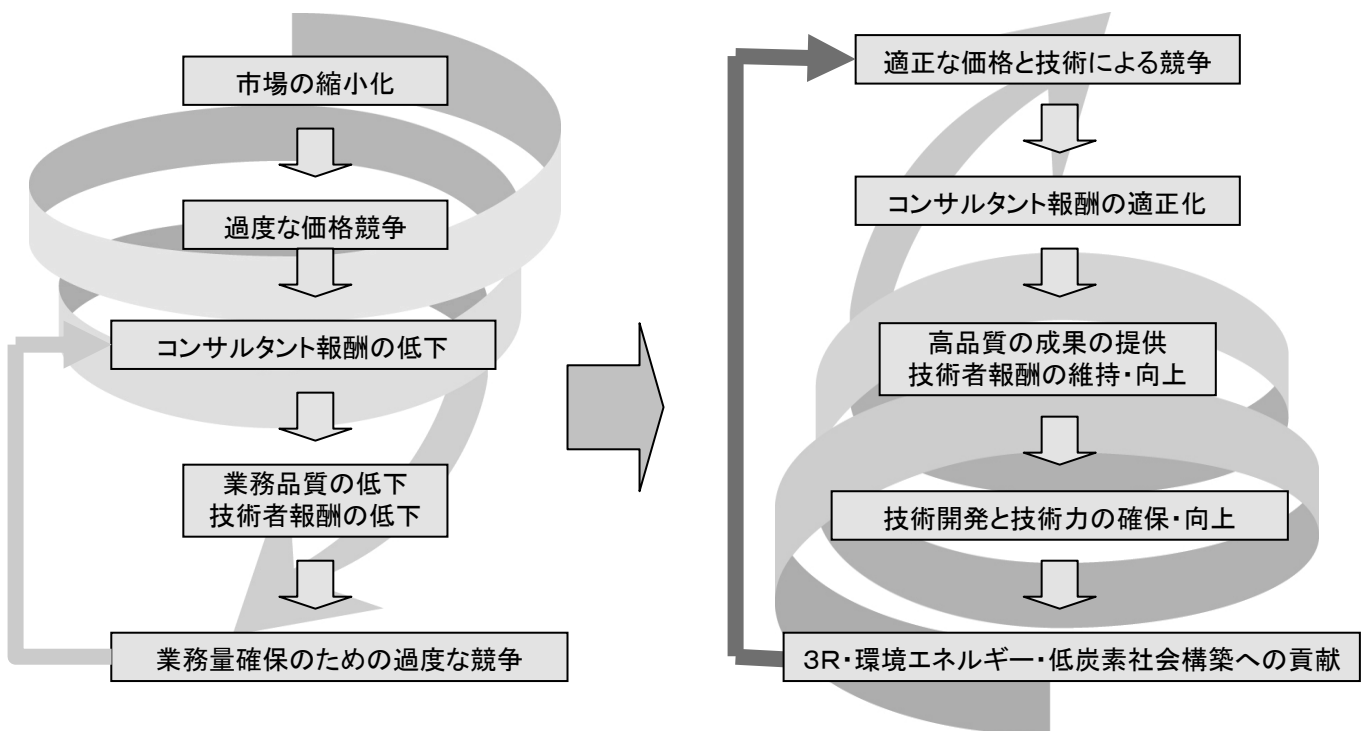 市場の縮小化
過度な価格競争
コンサルタント報酬の低下
業務品質の低下
技術者報酬の低下
業務量確保のための過度な競争
適正な価格と技術による競争
コンサルタント報酬の適正化
高品質の成果の提供
技術者報酬の維持・向上
技術開発と技術力の確保・向上
3R・環境エネルギー・低炭素社会構築への貢献